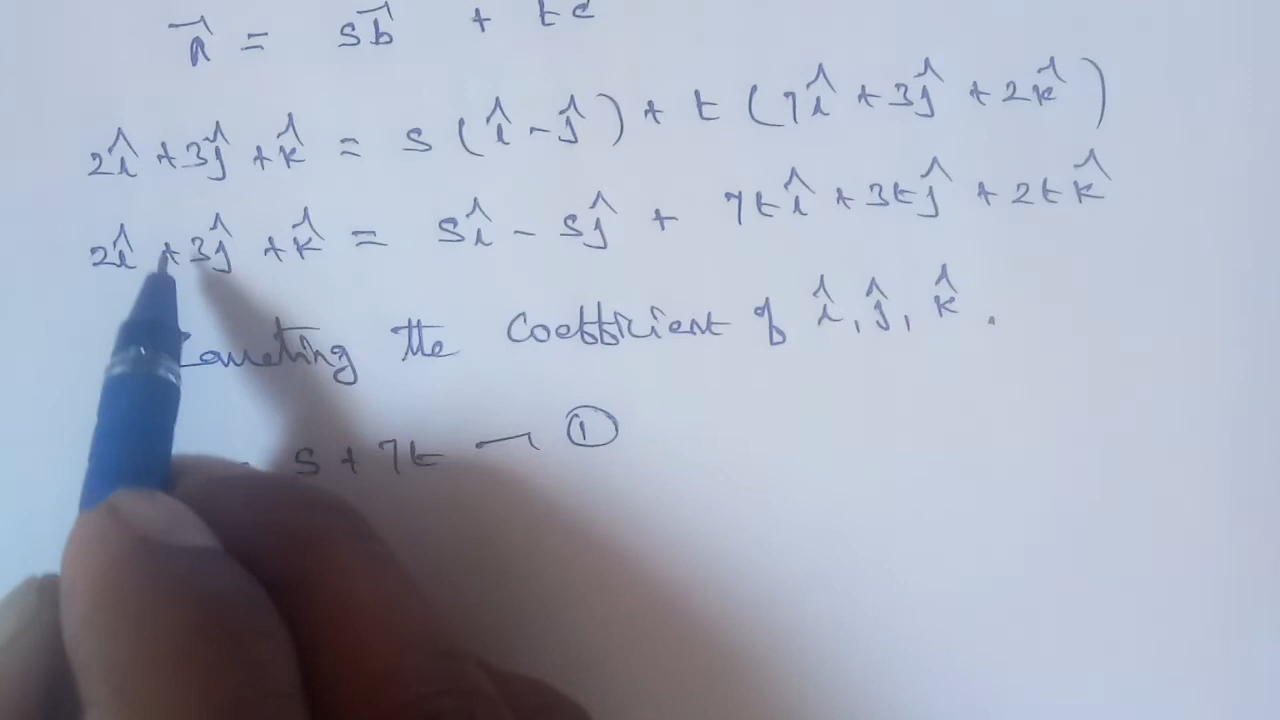 a⃗ = sb⃗ + tc
2î + 3ĵ + k̂ = s(î - ĵ) + t(7î + 3ĵ + 2k̂)
2î + 3ĵ + k̂ = sî - sĵ + 7tî + 3tĵ + 2tk̂
the coefficient of î, ĵ, k̂.
s + 7t → ①